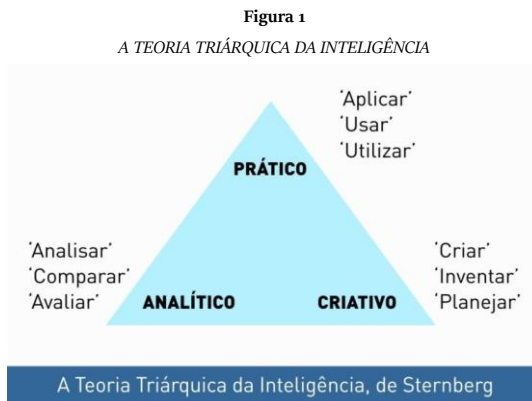 Figura 1
A TEORIA TRIÁRQUICA DA INTELIGÊNCIA
‘Aplicar’
‘Usar’
‘Utilizar’
PRÁTICO
‘Analisar’
‘Comparar’
‘Avaliar’
ANALÍTICO
CRIATIVO
‘Criar’
‘Inventar’
‘Planejar’
A Teoria Triárquica da Inteligência, de Sternberg